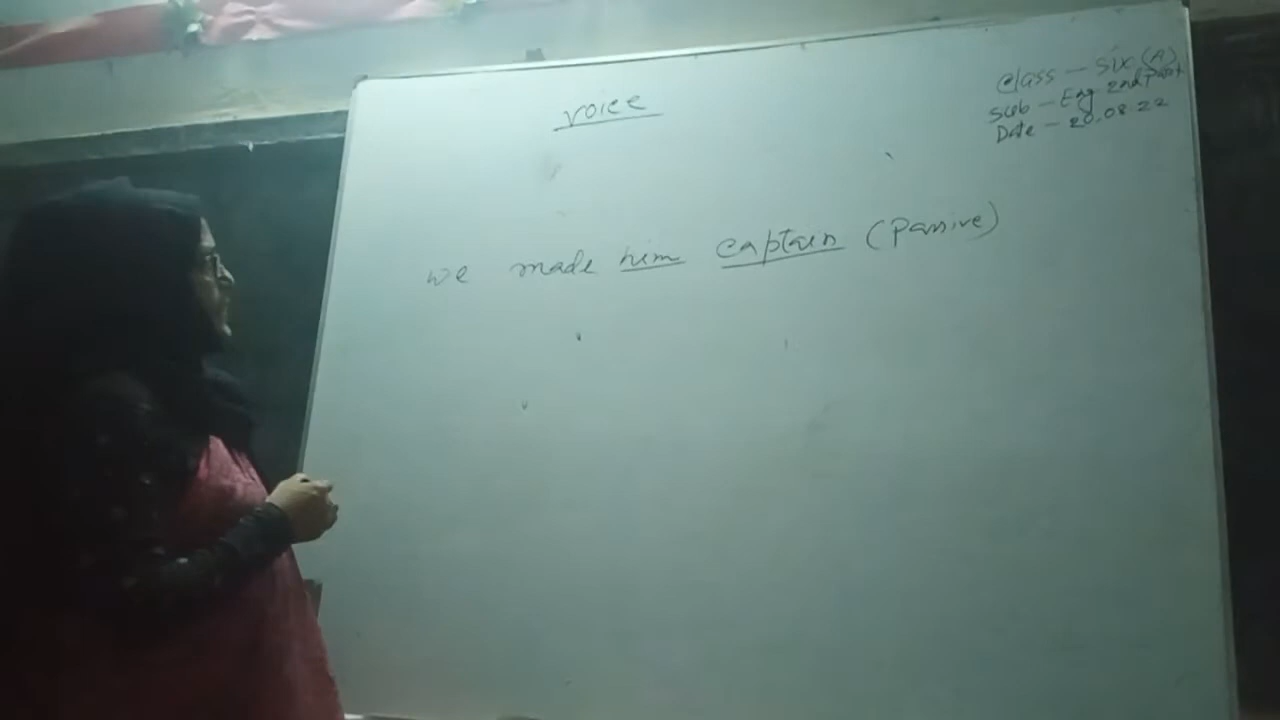 voice
Class - Six (A)
Sub - Eng 2nd Part
Date - 20.08.22
we made him captain (Passive)